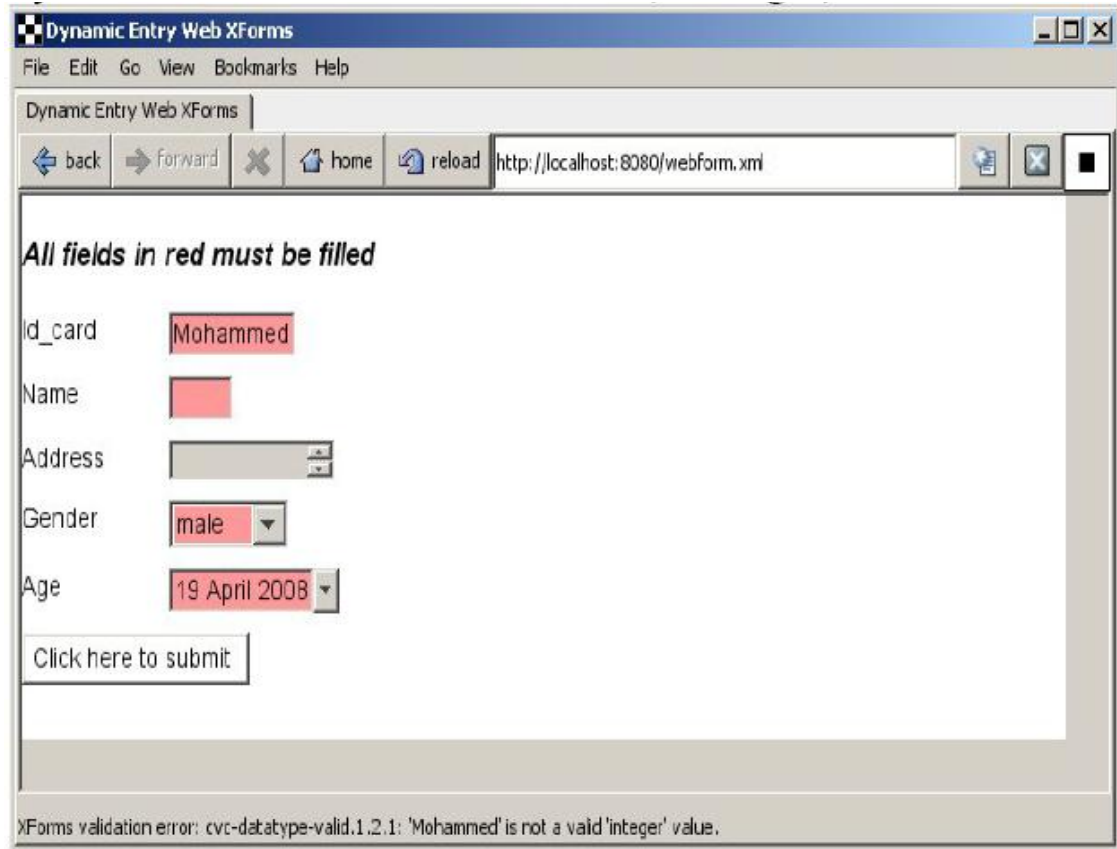 Dynamic Entry Web XForms
File Edit Go View Bookmarks Help
Dynamic Entry Web XForms
back forward home reload http://localhost:8080/webform.xml
All fields in red must be filled
Id_card Mohammed
Name
Address
Gender male
Age 19 April 2008
Click here to submit
XForms validation error: cvc-datatype-valid.1.2.1: 'Mohammed' is not a valid 'integer' value.